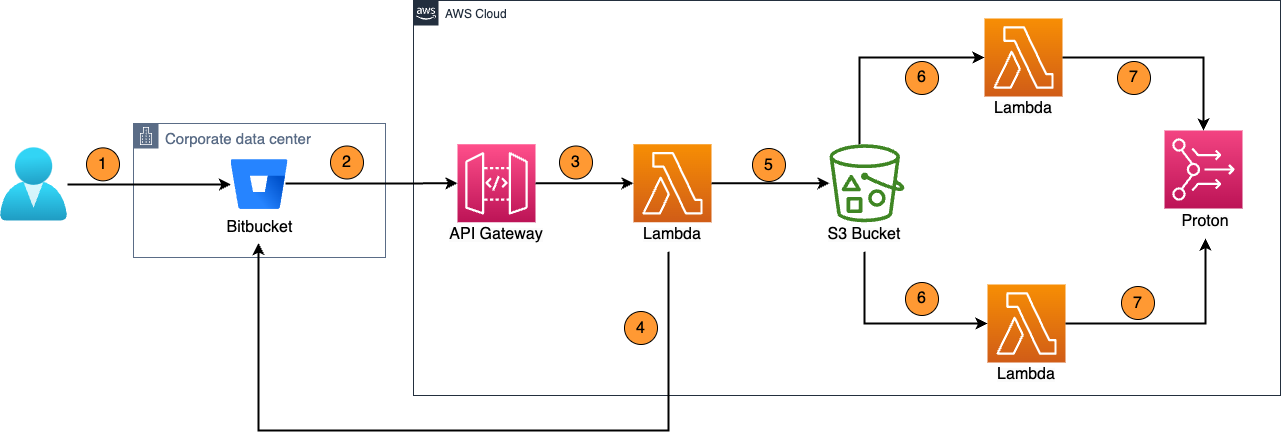 aws
AWS Cloud
6
7
Lambda
Corporate data center
1
2
3
5
Bitbucket
API Gateway
Lambda
S3 Bucket
Proton
</>
6
7
4
Lambda